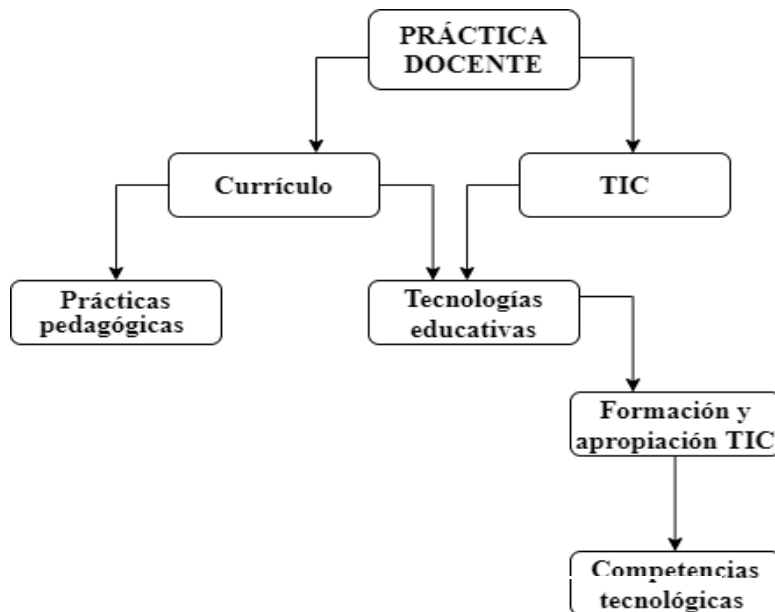 PRÁCTICA
DOCENTE
Currículo
TIC
Prácticas
pedagógicas
Tecnologías
educativas
Formación y
apropiación TIC
Competencias
tecnológicas